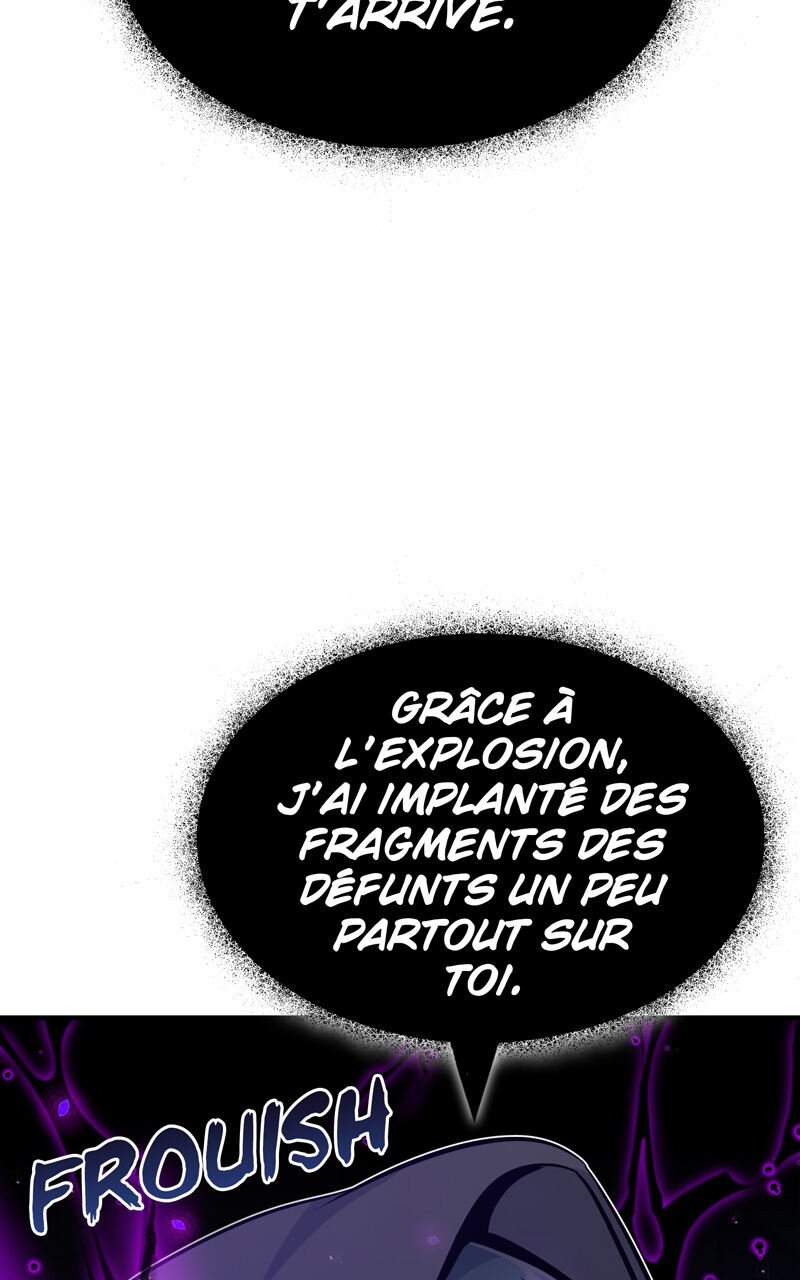 T'ARRIVE.
GRÂCE À
L'EXPLOSION,
J'AI IMPLANTÉ DES
FRAGMENTS DES
DÉFUNTS UN PEU
PARTOUT SUR
TOI.
FROUISH